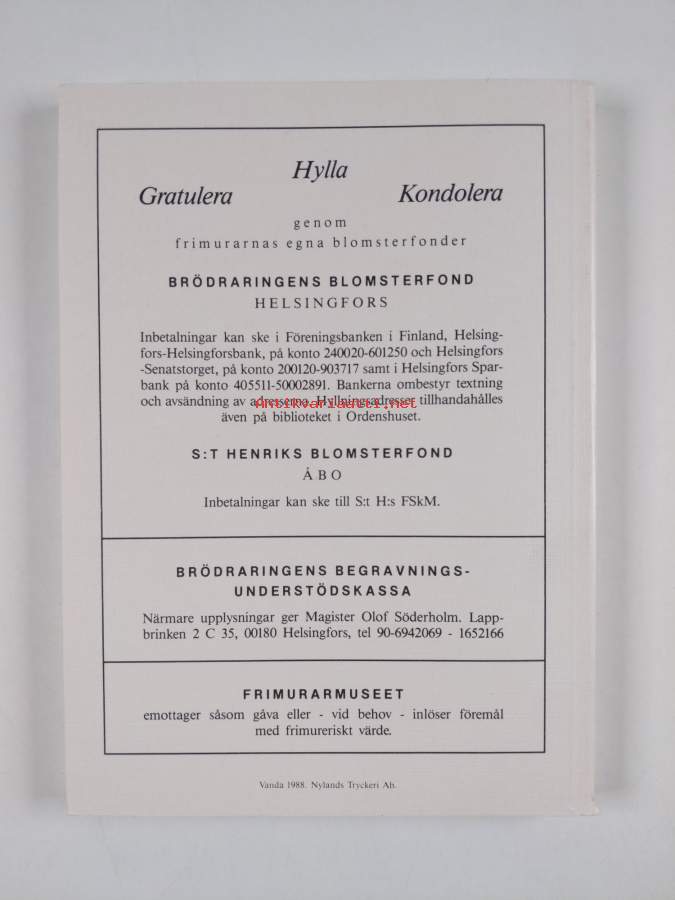 Hylla
Gratulera Kondolera
genom
frimurarnas egna blomsterfonder
BRÖDRARINGENS BLOMSTERFOND
HELSINGFORS
Inbetalningar kan ske i Föreningsbanken i Finland, Helsing-
fors-Helsingforsbank, på konto 240020-601250 och Helsingfors
-Senatstorget, på konto 200120-903717 samt i Helsingfors Spar-
bank på konto 405511-50002891. Bankerna ombestyr textning
och avsändning av adresserna. Hyllningsadresser tillhandahålles
även på biblioteket i Ordenshuset.
Antikvariaatti.net
S:T HENRIKS BLOMSTERFOND
ÅBO
Inbetalningar kan ske till S:t H:s FSkM.
BRÖDRARINGENS BEGRAVNINGS-
UNDERSTÖDSKASSA
Närmare upplysningar ger Magister Olof Söderholm. Lapp-
brinken 2 C 35, 00180 Helsingfors, tel 90-6942069 - 1652166
FRIMURARMUSEET
emottager såsom gåva eller - vid behov - inlöser föremål
med frimureriskt värde.
Vanda 1988. Nylands Tryckeri Ab.